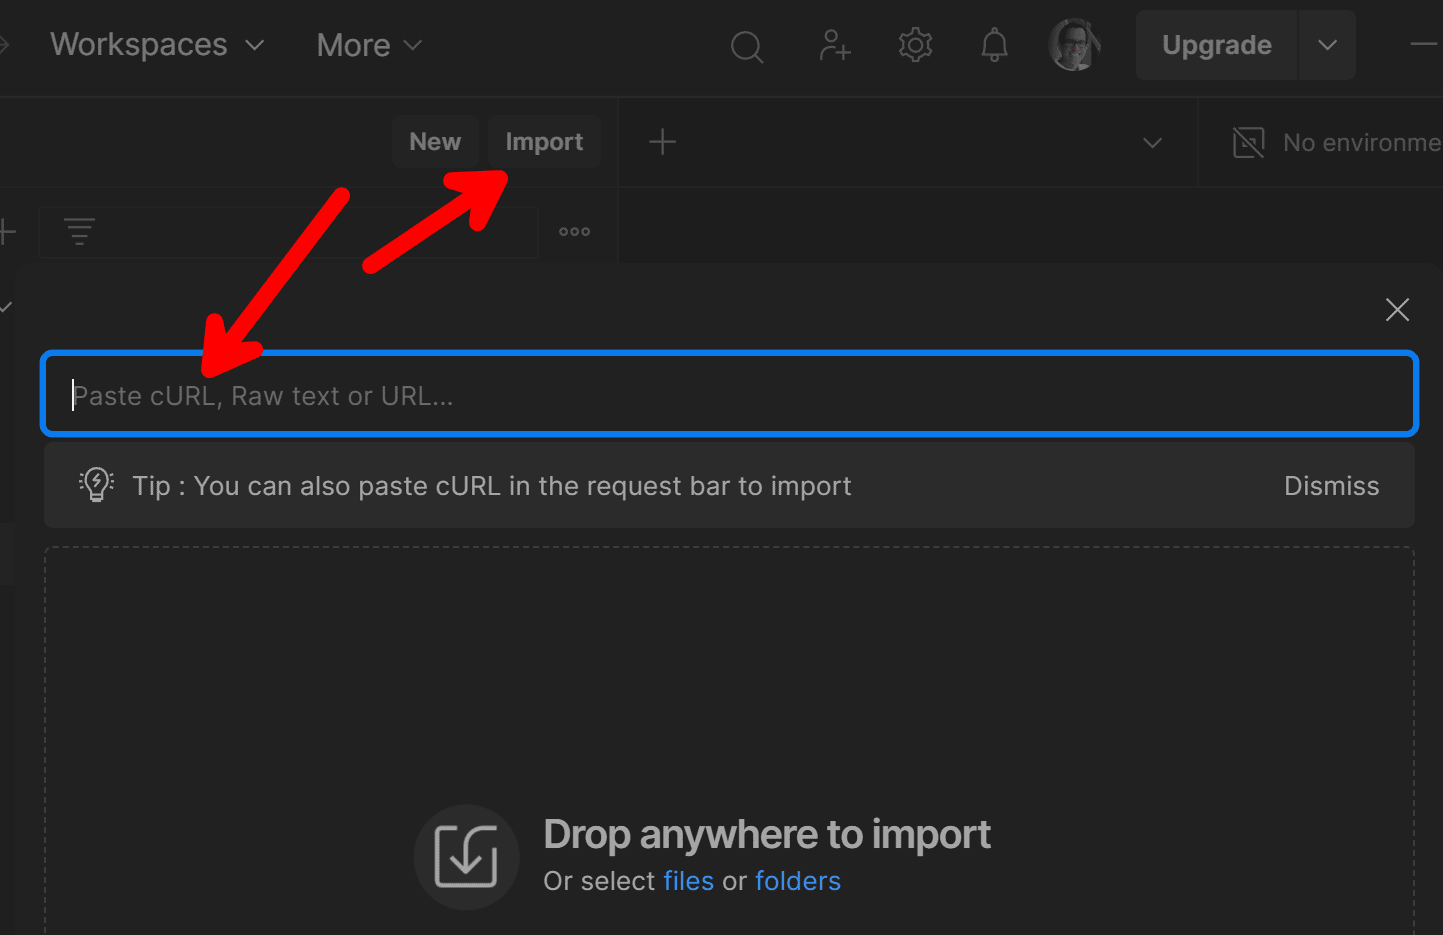 Workspaces More Upgrade
New Import No environme
Paste cURL, Raw text or URL...
Tip : You can also paste cURL in the request bar to import Dismiss
Drop anywhere to import
Or select files or folders